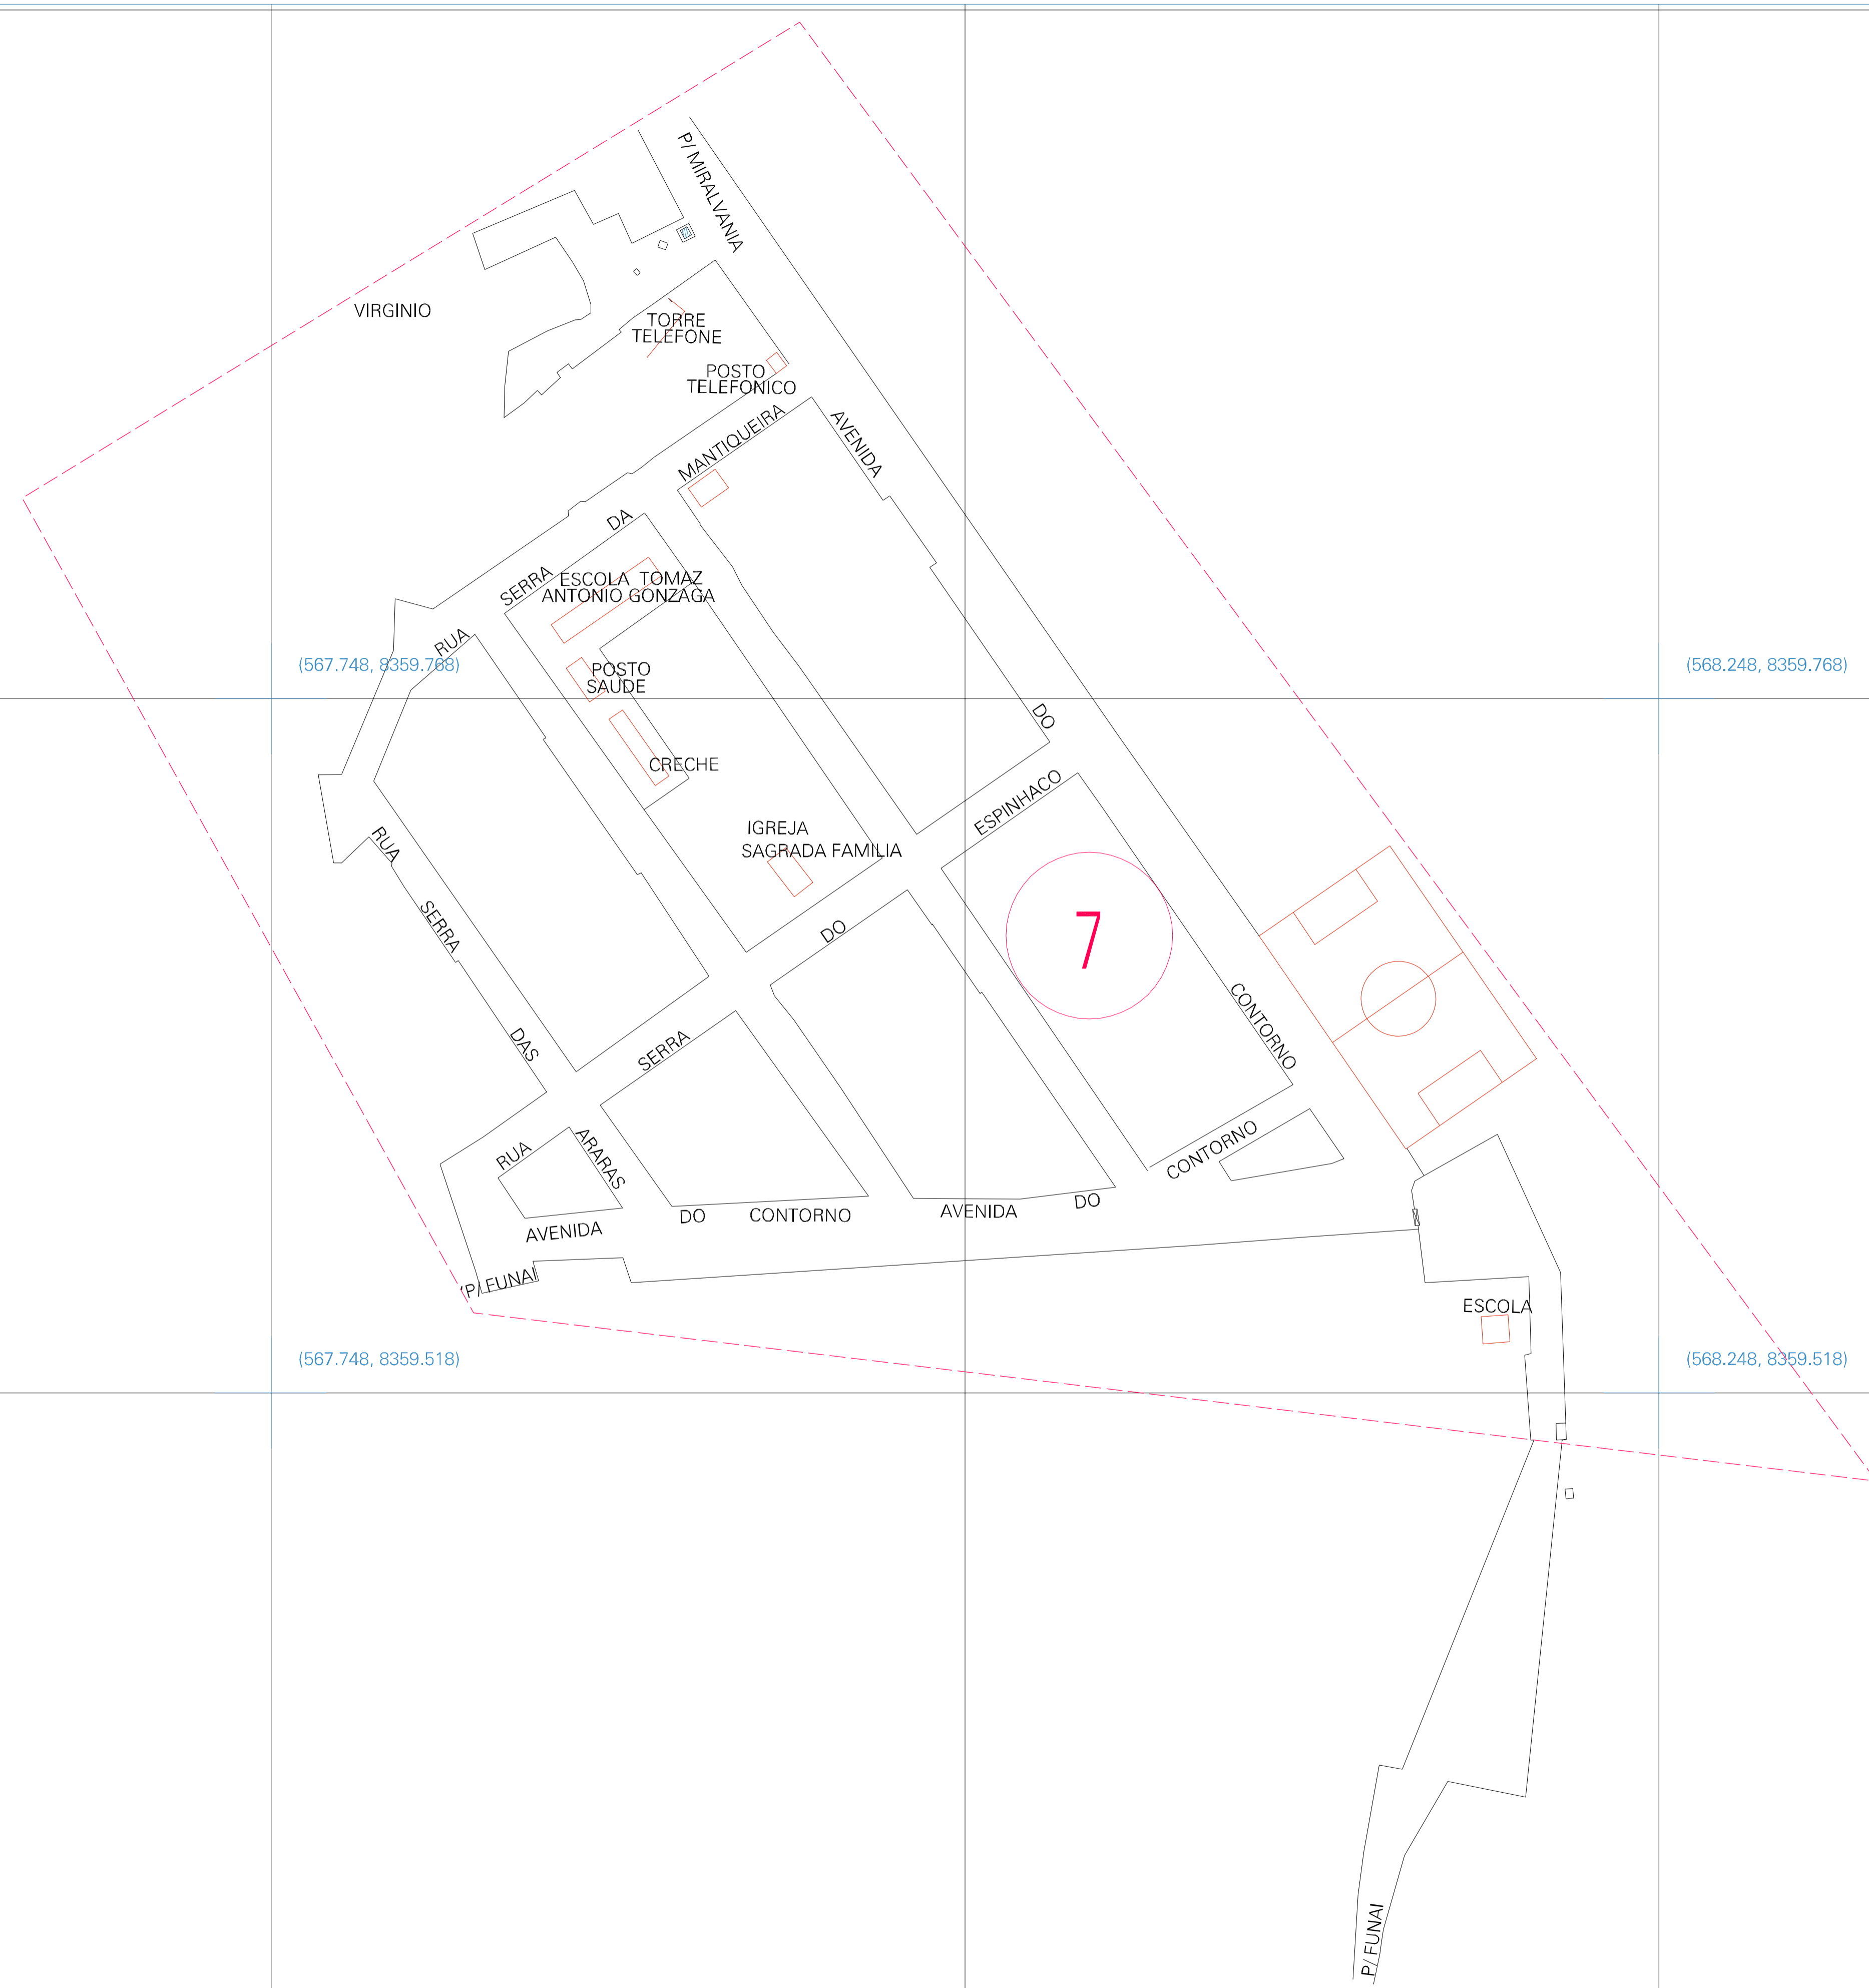 P/ MIRALVANIA
VIRGINIO
TORRE
TELEFONE
POSTO
TELEFONICO
MANTIQUEIRA
AVENIDA
DA
SERRA
ESCOLA TOMAZ
ANTONIO GONZAGA
RUA
(567.748, 8359.768)
(568.248, 8359.768)
POSTO
SAUDE
DO
CRECHE
ESPINHACO
IGREJA
SAGRADA FAMILIA
RUA
SERRA
DO
7
CONTORNO
DAS
SERRA
RUA
ARARAS
CONTORNO
AVENIDA
DO
CONTORNO
AVENIDA
DO
P/ FUNAI
ESCOLA
(567.748, 8359.518)
(568.248, 8359.518)
P/ FUNAI